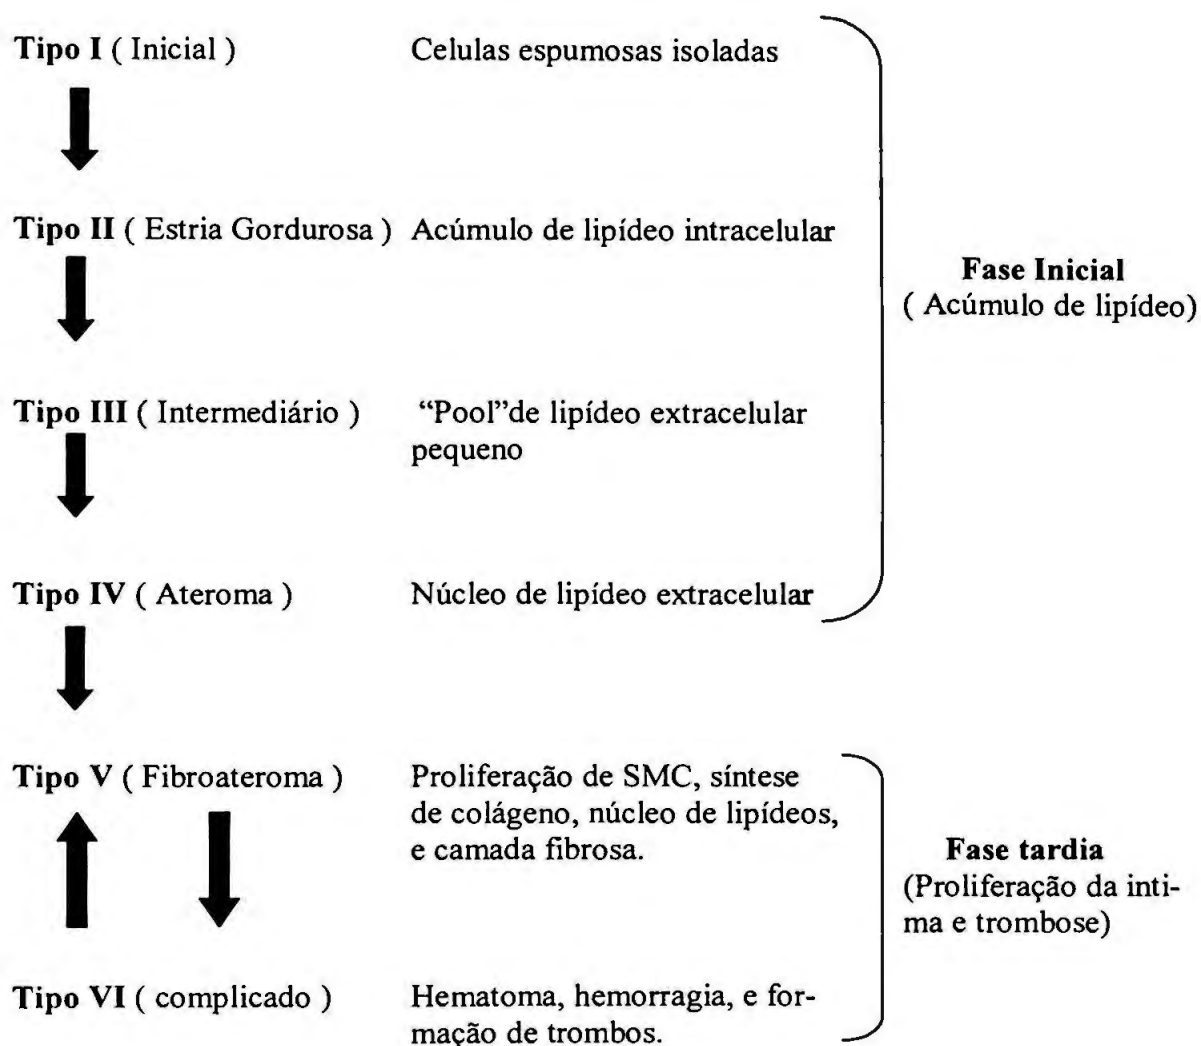 Tipo I ( Inicial ) Celulas espumosas isoladas
Tipo II ( Estria Gordurosa ) Acúmulo de lipídeo intracelular
Fase Inicial
( Acúmulo de lipídeo)
Tipo III ( Intermediário ) “Pool”de lipídeo extracelular
pequeno
Tipo IV ( Ateroma ) Núcleo de lipídeo extracelular
Tipo V ( Fibroateroma ) Proliferação de SMC, síntese
de colágeno, núcleo de lipídeos,
e camada fibrosa.
Fase tardia
(Proliferação da inti-
ma e trombose)
Tipo VI ( complicado ) Hematoma, hemorragia, e for-
mação de trombos.